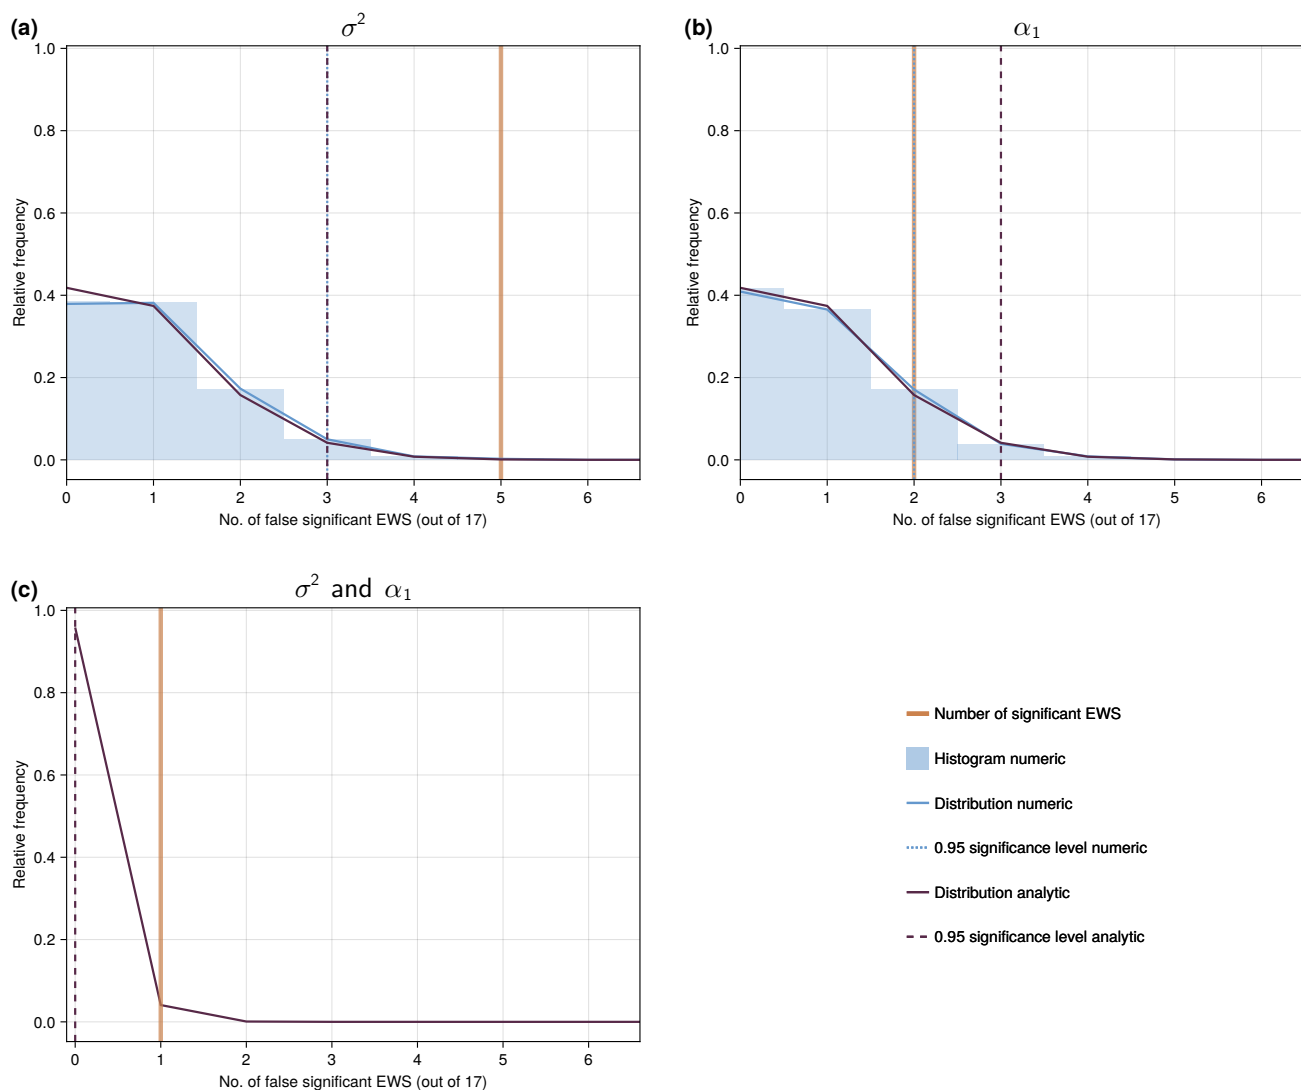 (a)
σ²
1.0
0.8
0.6
0.4
0.2
0.0
Relative frequency
0 1 2 3 4 5 6
No. of false significant EWS (out of 17)
(b)
α₁
1.0
0.8
0.6
0.4
0.2
0.0
Relative frequency
0 1 2 3 4 5 6
No. of false significant EWS (out of 17)
(c)
σ² and α₁
1.0
0.8
0.6
0.4
0.2
0.0
Relative frequency
0 1 2 3 4 5 6
No. of false significant EWS (out of 17)
Number of significant EWS
Histogram numeric
Distribution numeric
0.95 significance level numeric
Distribution analytic
0.95 significance level analytic